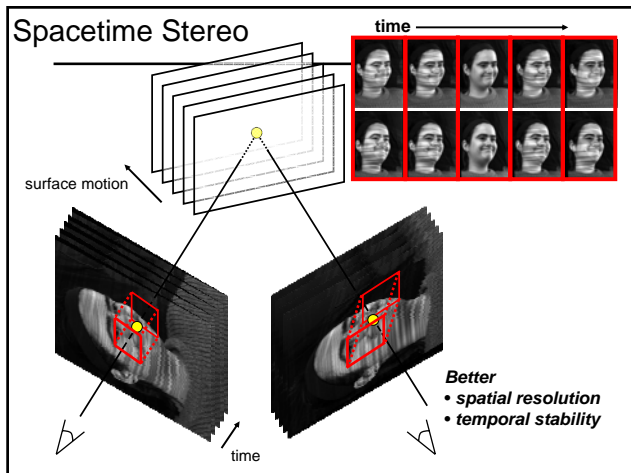 Spacetime Stereo
time
surface motion
time
Better
• spatial resolution
• temporal stability